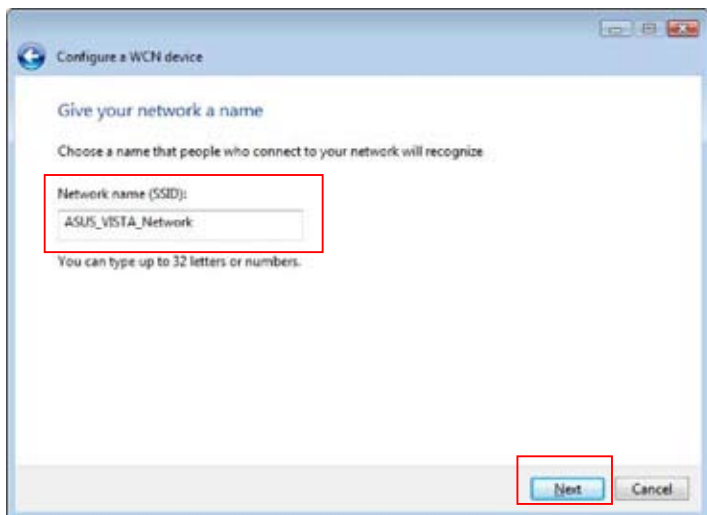 Configure a WCN device
Give your network a name
Choose a name that people who connect to your network will recognize
Network name (SSID):
ASUS_VISTA_Network
You can type up to 32 letters or numbers.
Next
Cancel